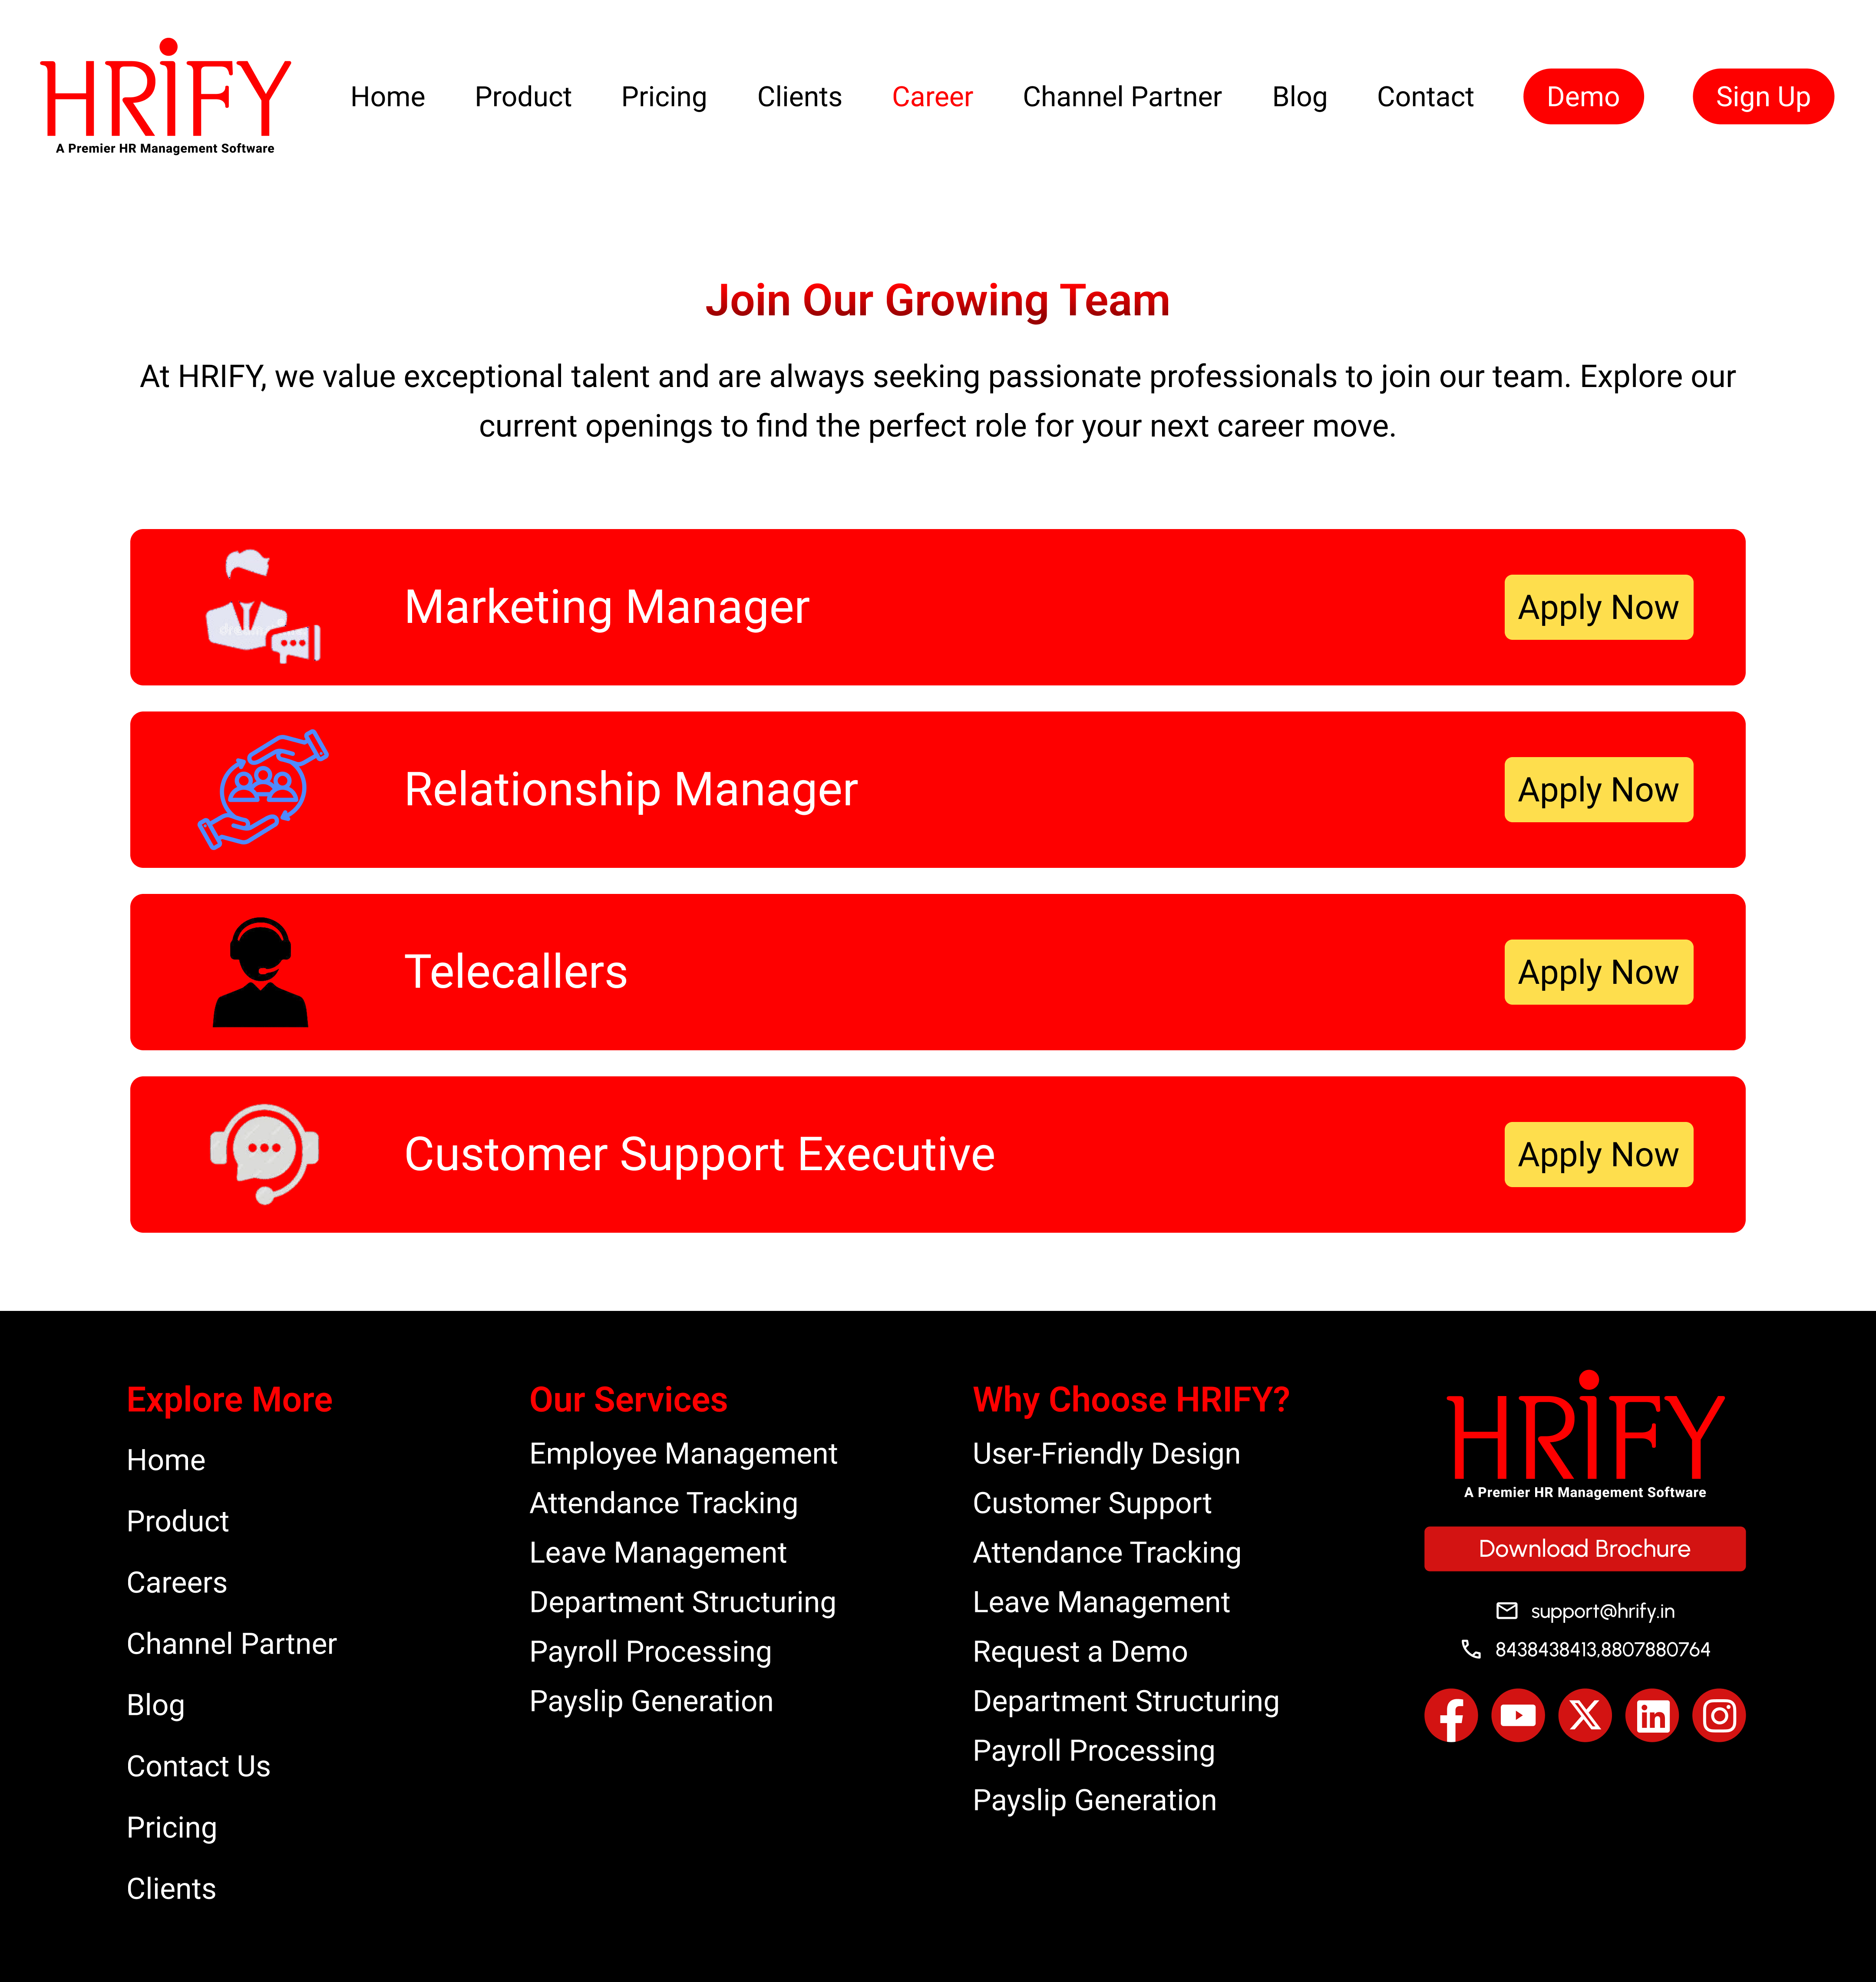 HRiFY
A Premier HR Management Software
Home Product Pricing Clients Career Channel Partner Blog Contact Demo Sign Up
Join Our Growing Team
At HRIFY, we value exceptional talent and are always seeking passionate professionals to join our team. Explore our
current openings to find the perfect role for your next career move.
Marketing Manager
Apply Now
Relationship Manager
Apply Now
Telecallers
Apply Now
Customer Support Executive
Apply Now
Explore More
Home
Product
Careers
Channel Partner
Blog
Contact Us
Pricing
Clients
Our Services
Employee Management
Attendance Tracking
Leave Management
Department Structuring
Payroll Processing
Payslip Generation
Why Choose HRIFY?
User-Friendly Design
Customer Support
Attendance Tracking
Leave Management
Request a Demo
Department Structuring
Payroll Processing
Payslip Generation
HRiFY
A Premier HR Management Software
Download Brochure
support@hrify.in
8438438413,8807880764